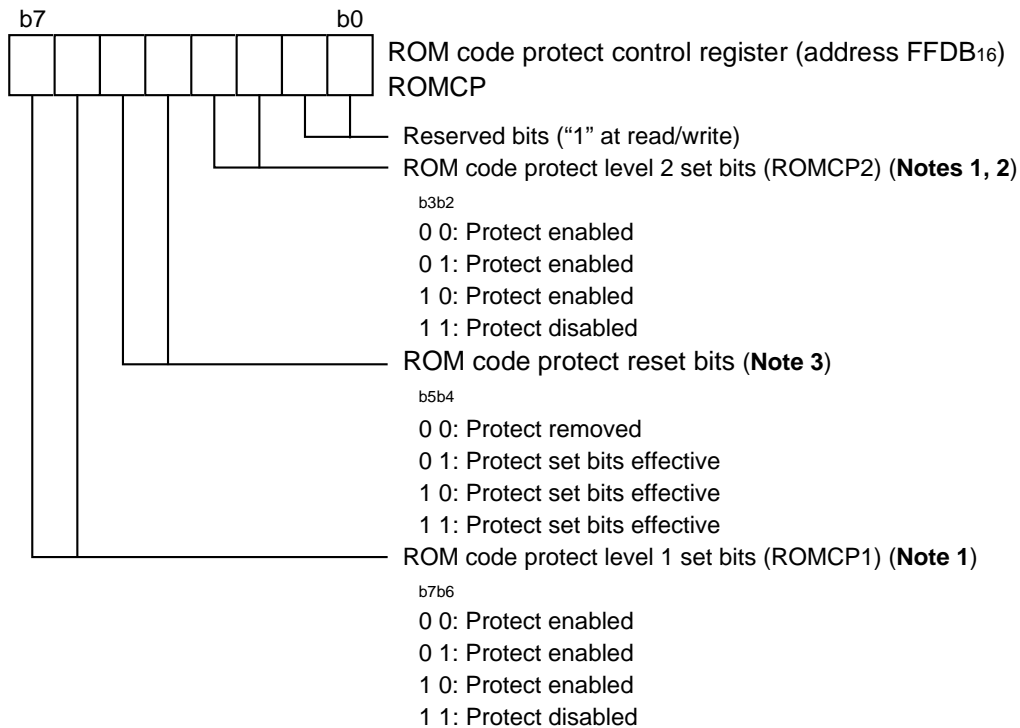 b7 b0
ROM code protect control register (address FFDB16)
ROMCP
Reserved bits (“1” at read/write)
ROM code protect level 2 set bits (ROMCP2) (Notes 1, 2)
b3b2
0 0: Protect enabled
0 1: Protect enabled
1 0: Protect enabled
1 1: Protect disabled
ROM code protect reset bits (Note 3)
b5b4
0 0: Protect removed
0 1: Protect set bits effective
1 0: Protect set bits effective
1 1: Protect set bits effective
ROM code protect level 1 set bits (ROMCP1) (Note 1)
b7b6
0 0: Protect enabled
0 1: Protect enabled
1 0: Protect enabled
1 1: Protect disabled